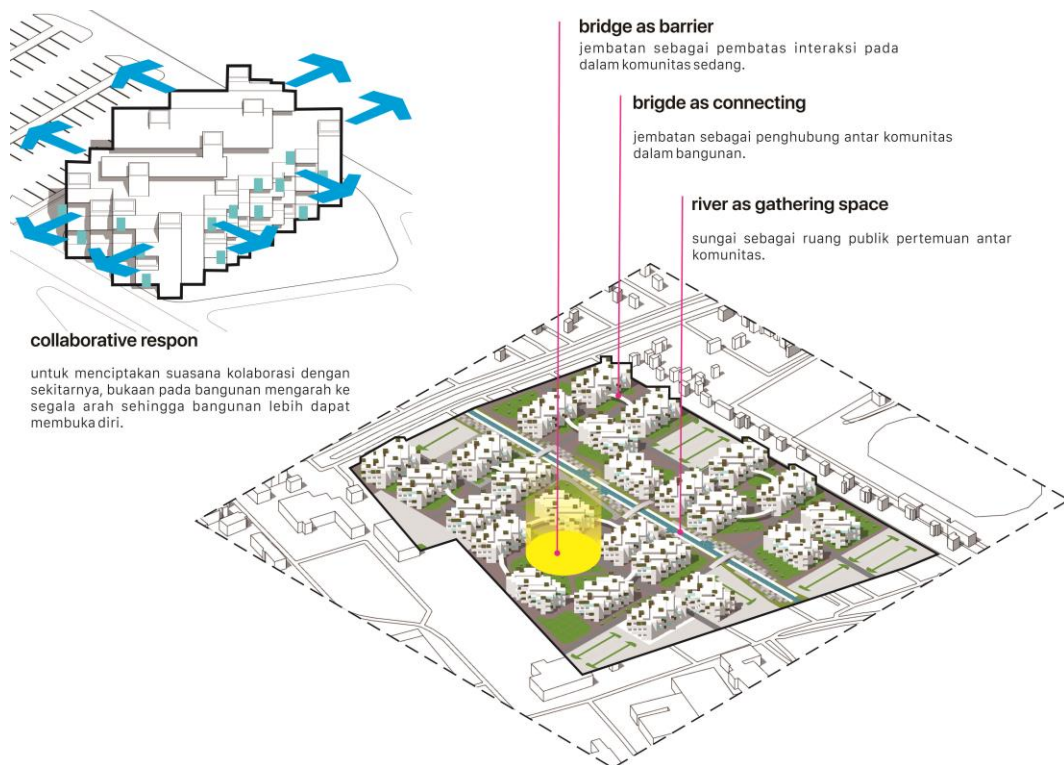 bridge as barrier
jembatan sebagai pembatas interaksi pada
dalam komunitas sedang.
brigde as connecting
jembatan sebagai penghubung antar komunitas
dalam bangunan.
river as gathering space
sungai sebagai ruang publik pertemuan antar
komunitas.
collaborative respon
untuk menciptakan suasana kolaborasi dengan
sekitarnya, bukaan pada bangunan mengarah ke
segala arah sehingga bangunan lebih dapat
membuka diri.